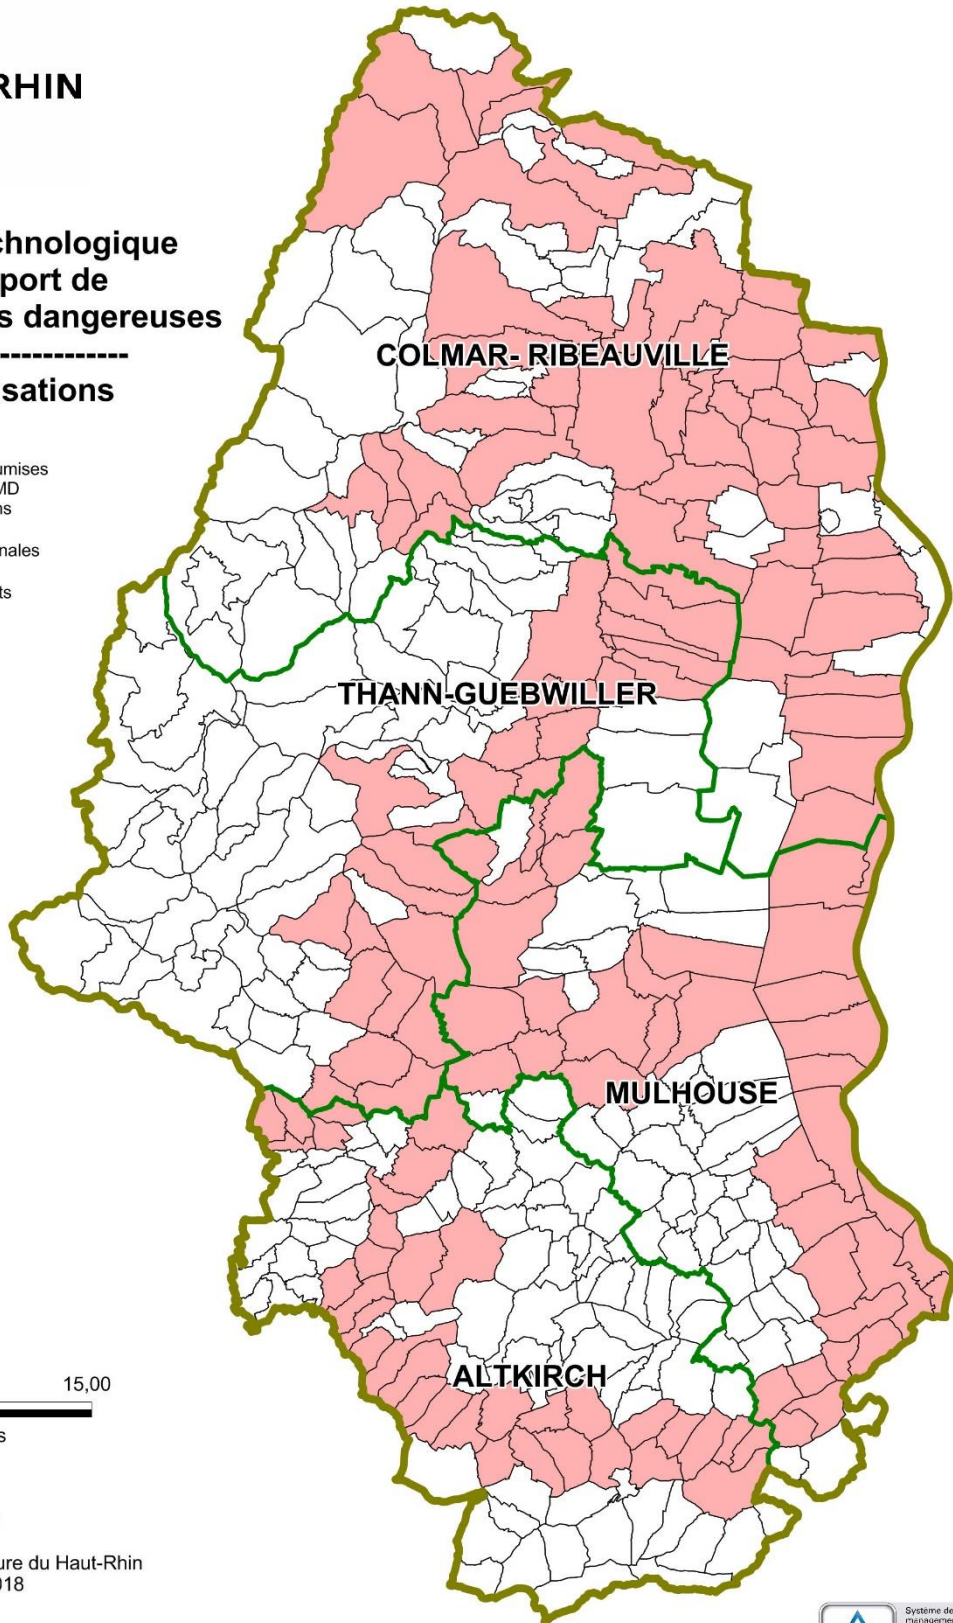 RHIN
chnologique
port de
s dangereuses
------------
sations
umises
MD
ns
nales
ts
COLMAR- RIBEAUVILLE
THANN-GUEBWILLER
MULHOUSE
ALTKIRCH
15,00
s
ure du Haut-Rhin
018
Système de
management